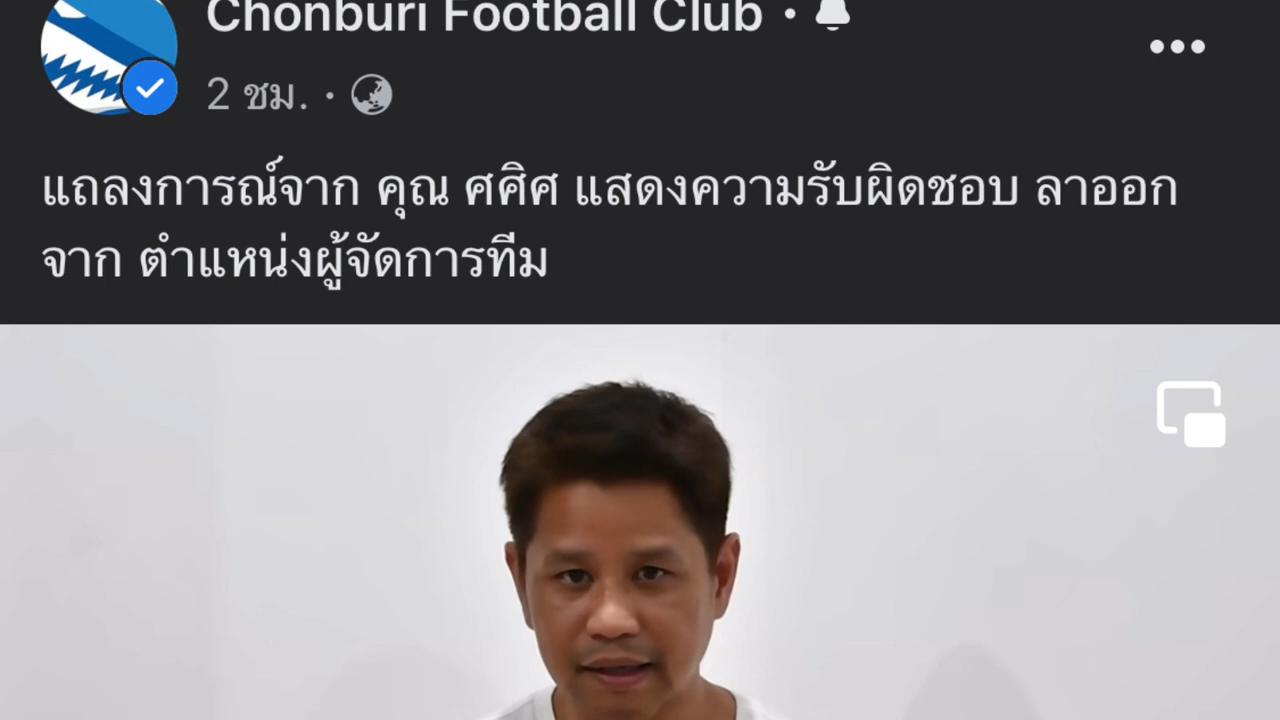 Chonburi Football Club ·
2 ชม. ·
แถลงการณ์จาก คุณ ศศิศ แสดงความรับผิดชอบ ลาออก
จาก ตำแหน่งผู้จัดการทีม